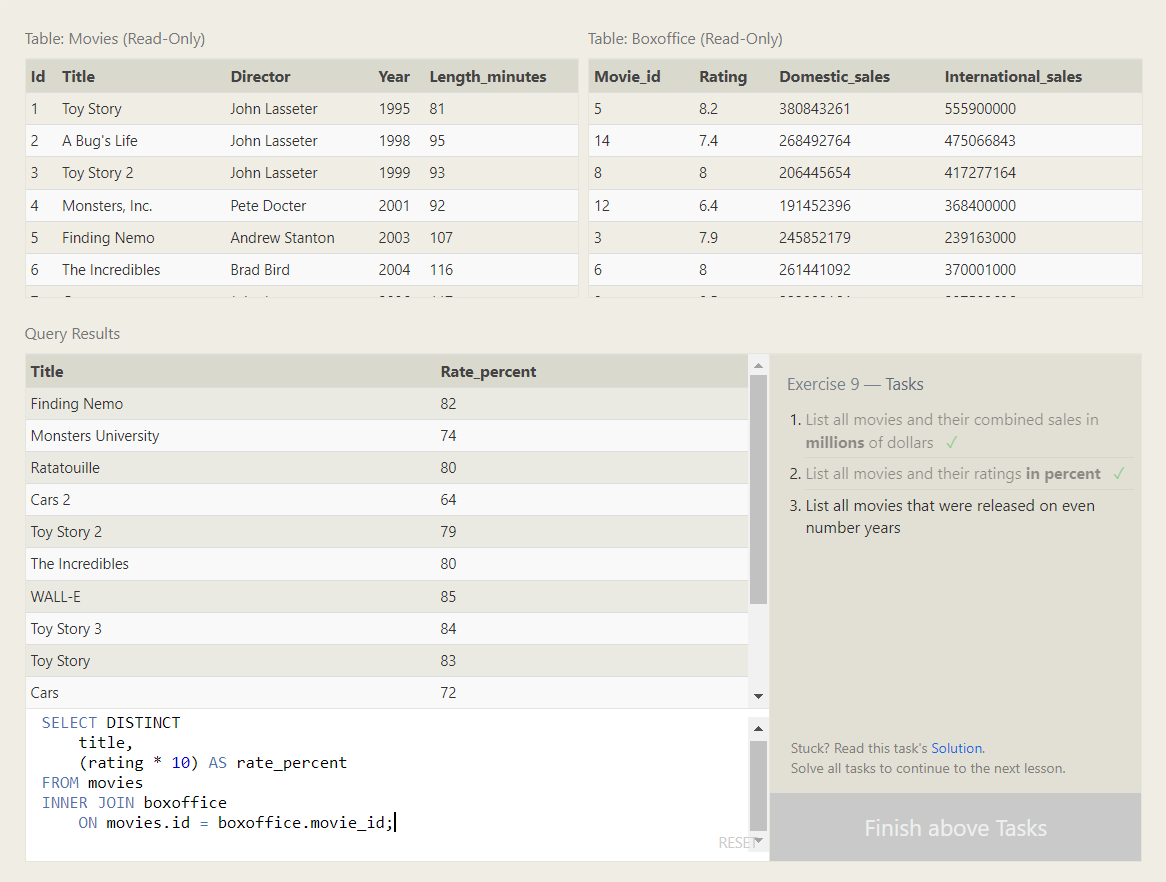 Table: Movies (Read-Only)
Id Title Director Year Length_minutes
1 Toy Story John Lasseter 1995 81
2 A Bug's Life John Lasseter 1998 95
3 Toy Story 2 John Lasseter 1999 93
4 Monsters, Inc. Pete Docter 2001 92
5 Finding Nemo Andrew Stanton 2003 107
6 The Incredibles Brad Bird 2004 116
Table: Boxoffice (Read-Only)
Movie_id Rating Domestic_sales International_sales
5 8.2 380843261 555900000
14 7.4 268492764 475066843
8 8 206445654 417277164
12 6.4 191452396 368400000
3 7.9 245852179 239163000
6 8 261441092 370001000
Query Results
Title Rate_percent
Finding Nemo 82
Monsters University 74
Ratatouille 80
Cars 2 64
Toy Story 2 79
The Incredibles 80
WALL-E 85
Toy Story 3 84
Toy Story 83
Cars 72
SELECT DISTINCT
title,
(rating * 10) AS rate_percent
FROM movies
INNER JOIN boxoffice
ON movies.id = boxoffice.movie_id;
RESET
Exercise 9 — Tasks
1. List all movies and their combined sales in
millions of dollars ✓
2. List all movies and their ratings in percent ✓
3. List all movies that were released on even
number years
Stuck? Read this task's Solution.
Solve all tasks to continue to the next lesson.
Finish above Tasks